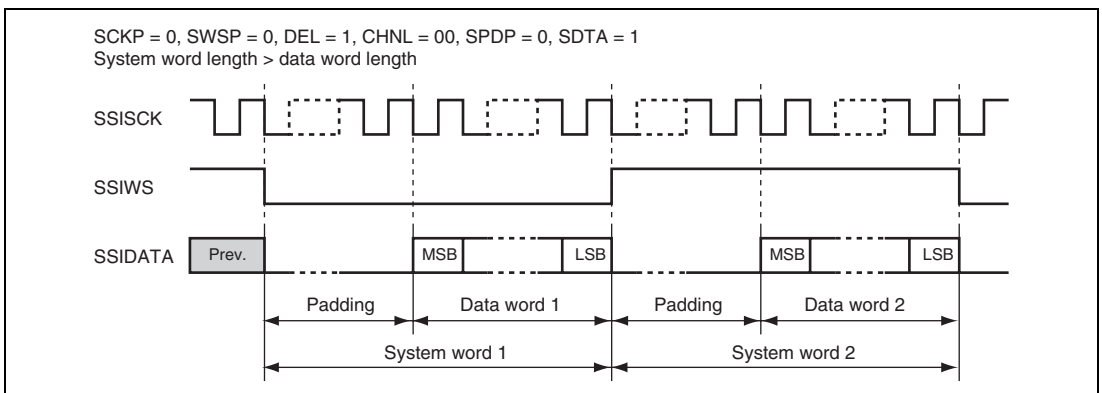 SCKP = 0, SWSP = 0, DEL = 1, CHNL = 00, SPDP = 0, SDTA = 1
System word length > data word length
SSISCK
SSIWS
SSIDATA Prev. MSB LSB MSB LSB
Padding Data word 1 Padding Data word 2
System word 1 System word 2